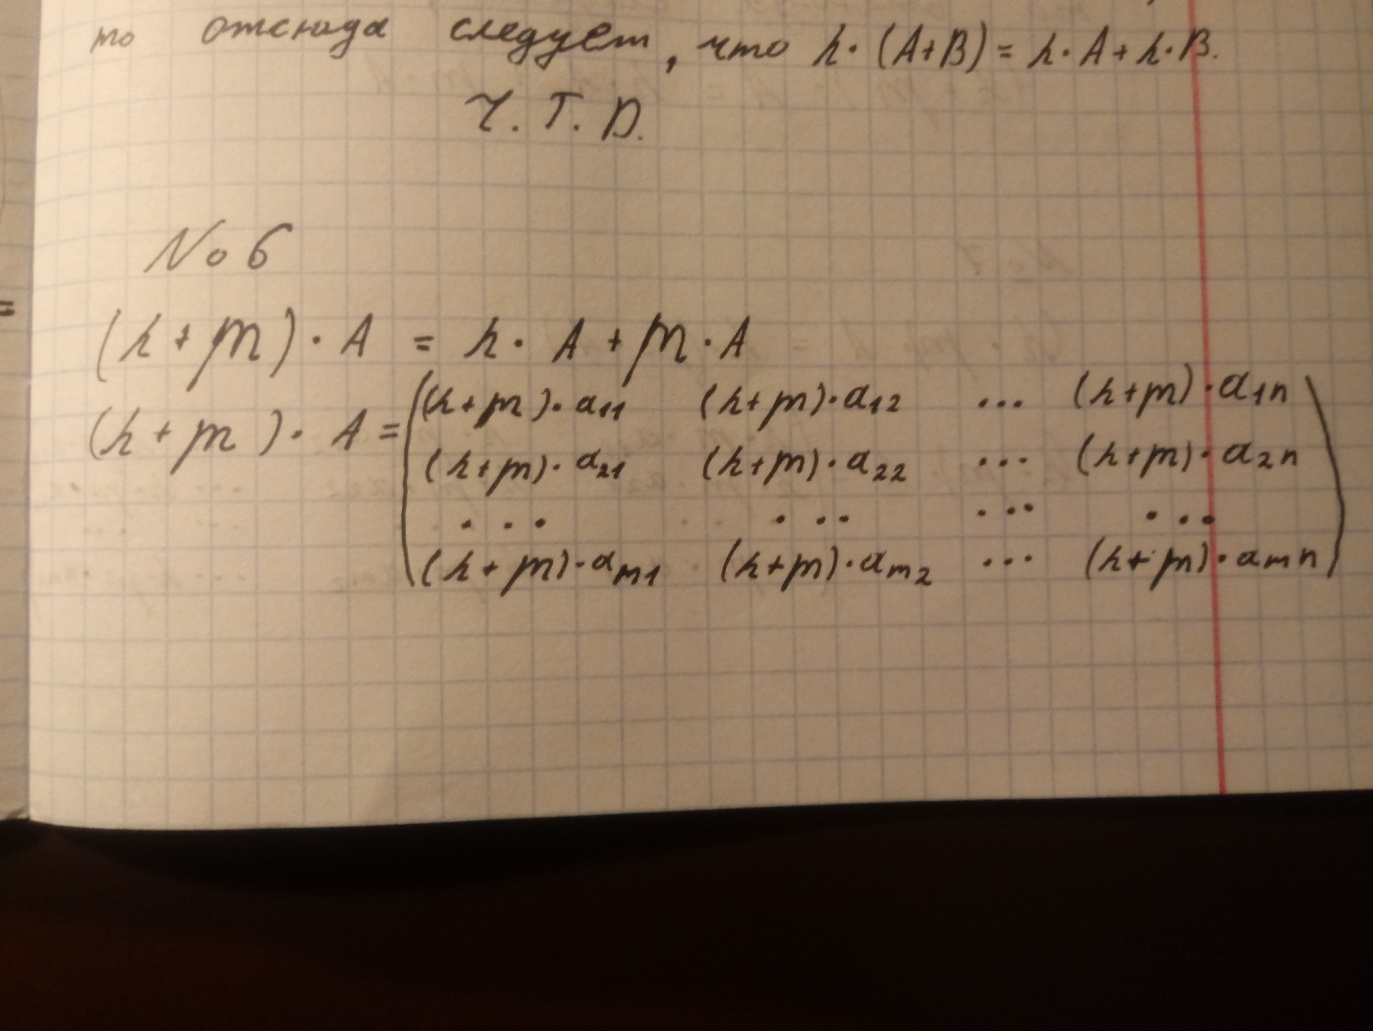 то отсюда следует, что h·(A+B)=h·A+h·B.
Ч.Т.D.
№6
(h+m)·A = h·A+m·A
(h+m)·A=
(h+m)·a11 (h+m)·a12 ... (h+m)·a1n
(h+m)·a21 (h+m)·a22 ... (h+m)·a2n
... ... ... ...
(h+m)·am1 (h+m)·am2 ... (h+m)·amn